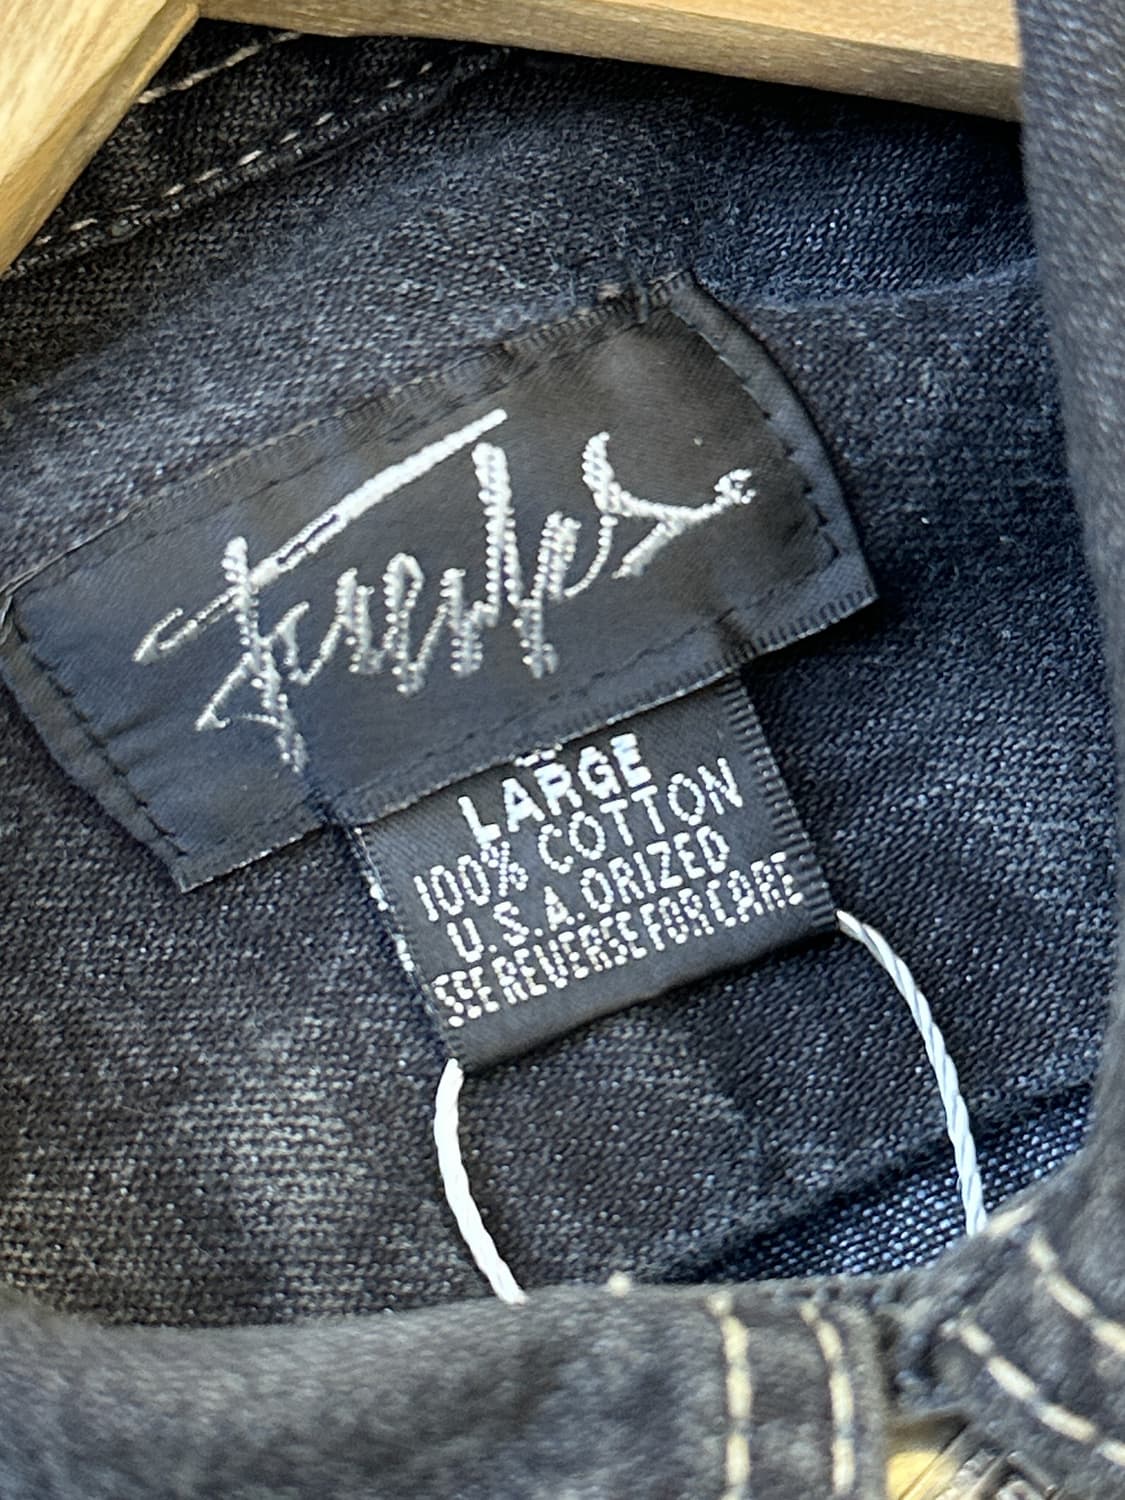 LARGE
100% COTTON
U.S.A.ORIZED
SEE REVERSE FOR CARE